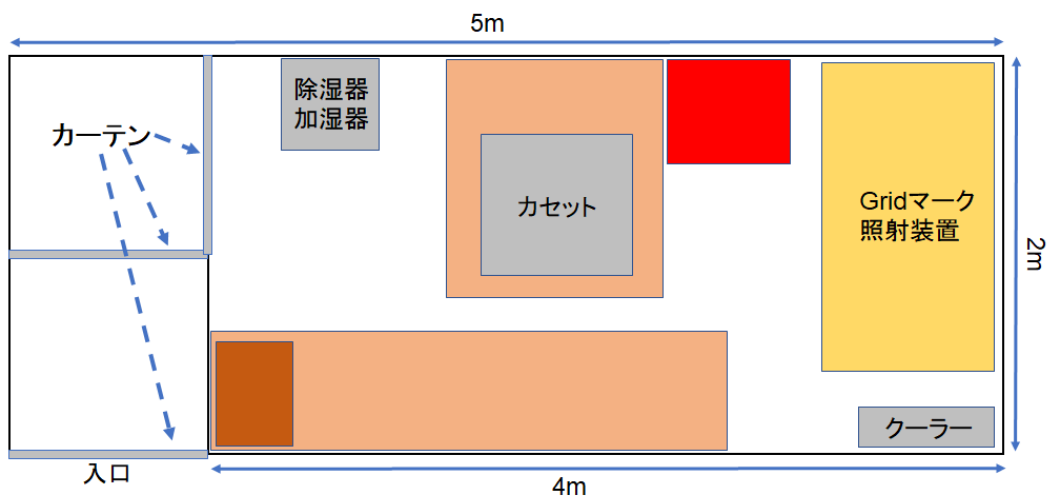 5m
除湿器
加湿器
カーテン
カセット
Gridマーク
照射装置
2m
クーラー
入口
4m